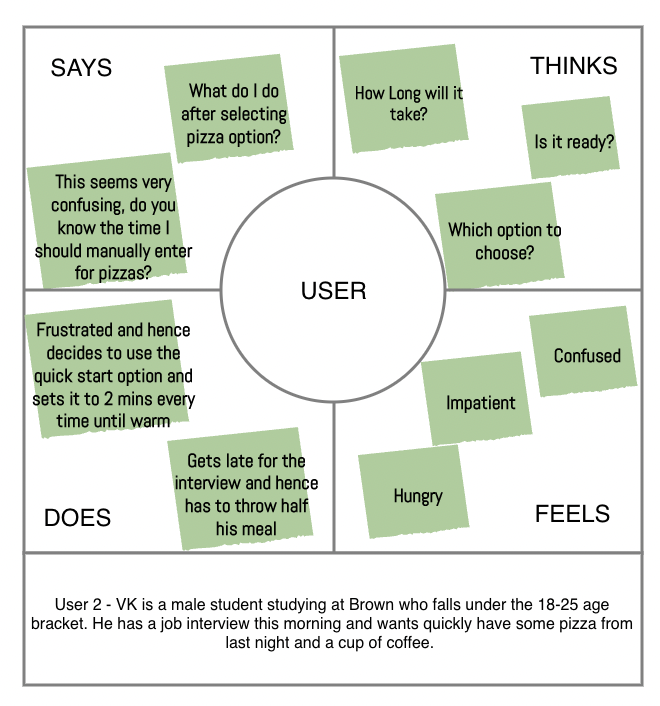 SAYS
What do I do
after selecting
pizza option?
This seems very
confusing, do you
know the time I
should manually enter
for pizzas?
THINKS
How Long will it
take?
Is it ready?
Which option to
choose?
USER
Frustrated and hence
decides to use the
quick start option and
sets it to 2 mins every
time until warm
Gets late for the
interview and hence
has to throw half
his meal
DOES
Confused
Impatient
Hungry
FEELS
User 2 - VK is a male student studying at Brown who falls under the 18-25 age
bracket. He has a job interview this morning and wants quickly have some pizza from
last night and a cup of coffee.